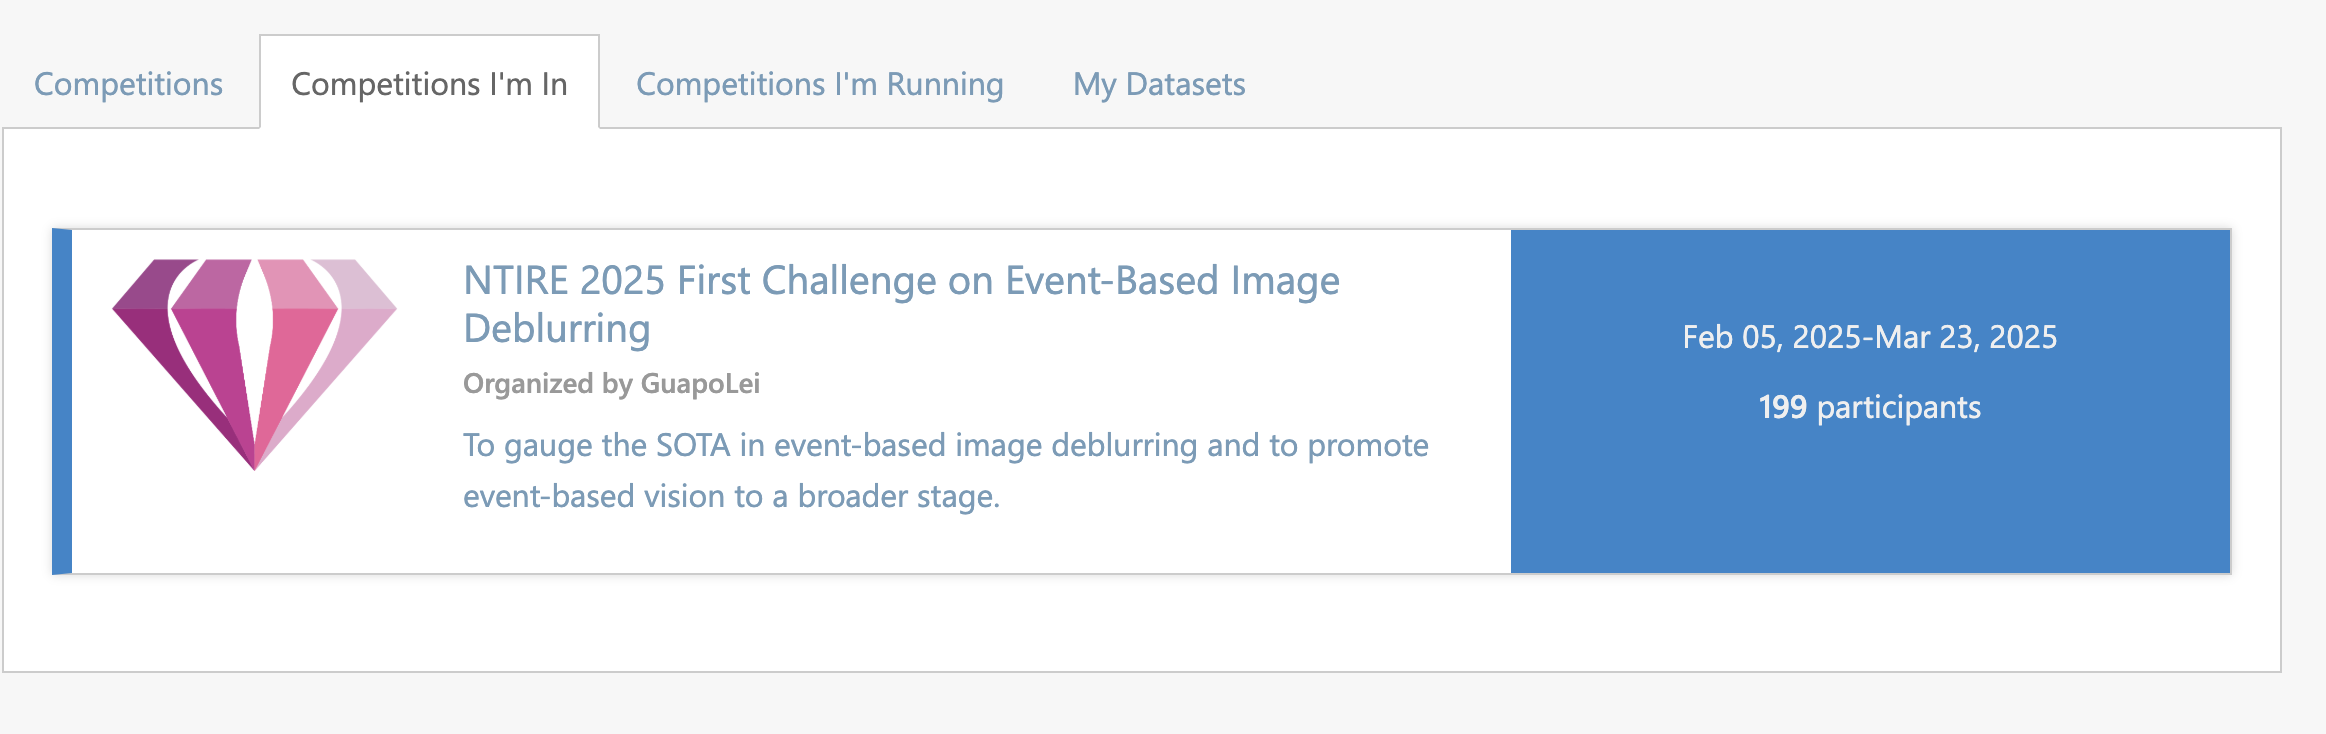 Competitions
Competitions I'm In
Competitions I'm Running
My Datasets
NTIRE 2025 First Challenge on Event-Based Image
Deblurring
Organized by GuapoLei
To gauge the SOTA in event-based image deblurring and to promote
event-based vision to a broader stage.
Feb 05, 2025-Mar 23, 2025
199 participants